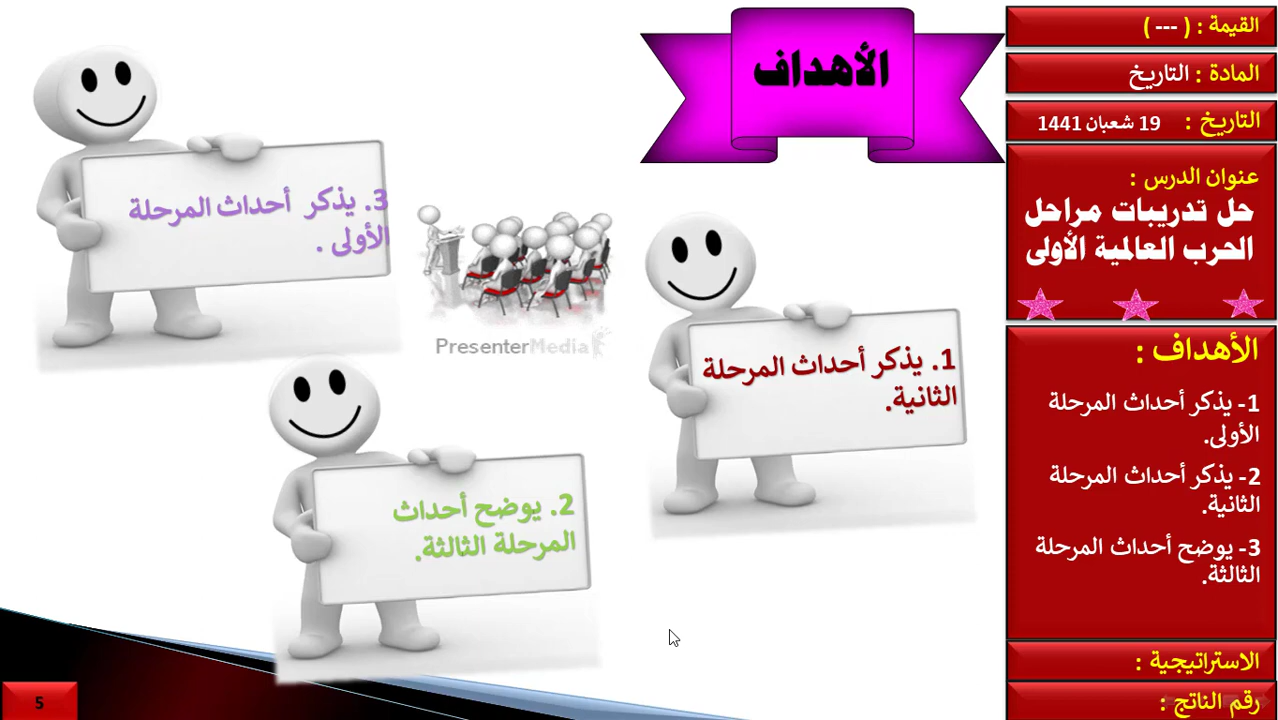 القيمة : ( --- )
المادة : التاريخ
التاريخ : 19 شعبان 1441
عنوان الدرس :
حل تدريبات مراحل
الحرب العالمية الأولى
الأهداف :
1- يذكر أحداث المرحلة
الأولى.
2- يذكر أحداث المرحلة
الثانية.
3- يوضح أحداث المرحلة
الثالثة.
الاستراتيجية :
رقم الناتج :
الأهداف
1. يذكر أحداث المرحلة
الثانية.
2. يوضح أحداث
المرحلة الثالثة.
3. يذكر أحداث المرحلة
الأولى .
PresenterMedia
5